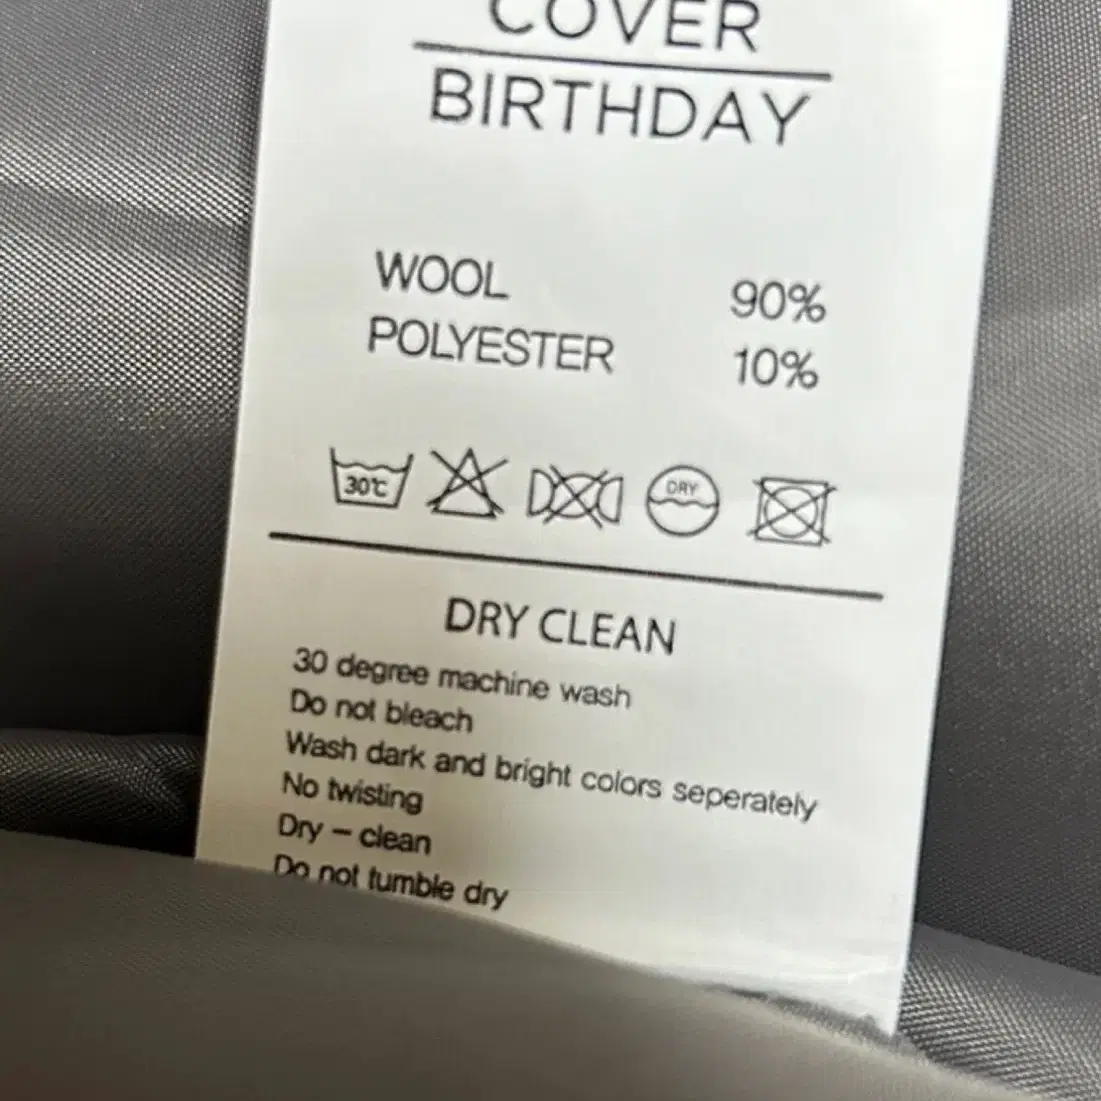 COVER
BIRTHDAY
WOOL 90%
POLYESTER 10%
30℃ DRY
DRY CLEAN
30 degree machine wash
Do not bleach
Wash dark and bright colors seperately
No twisting
Dry – clean
Do not tumble dry